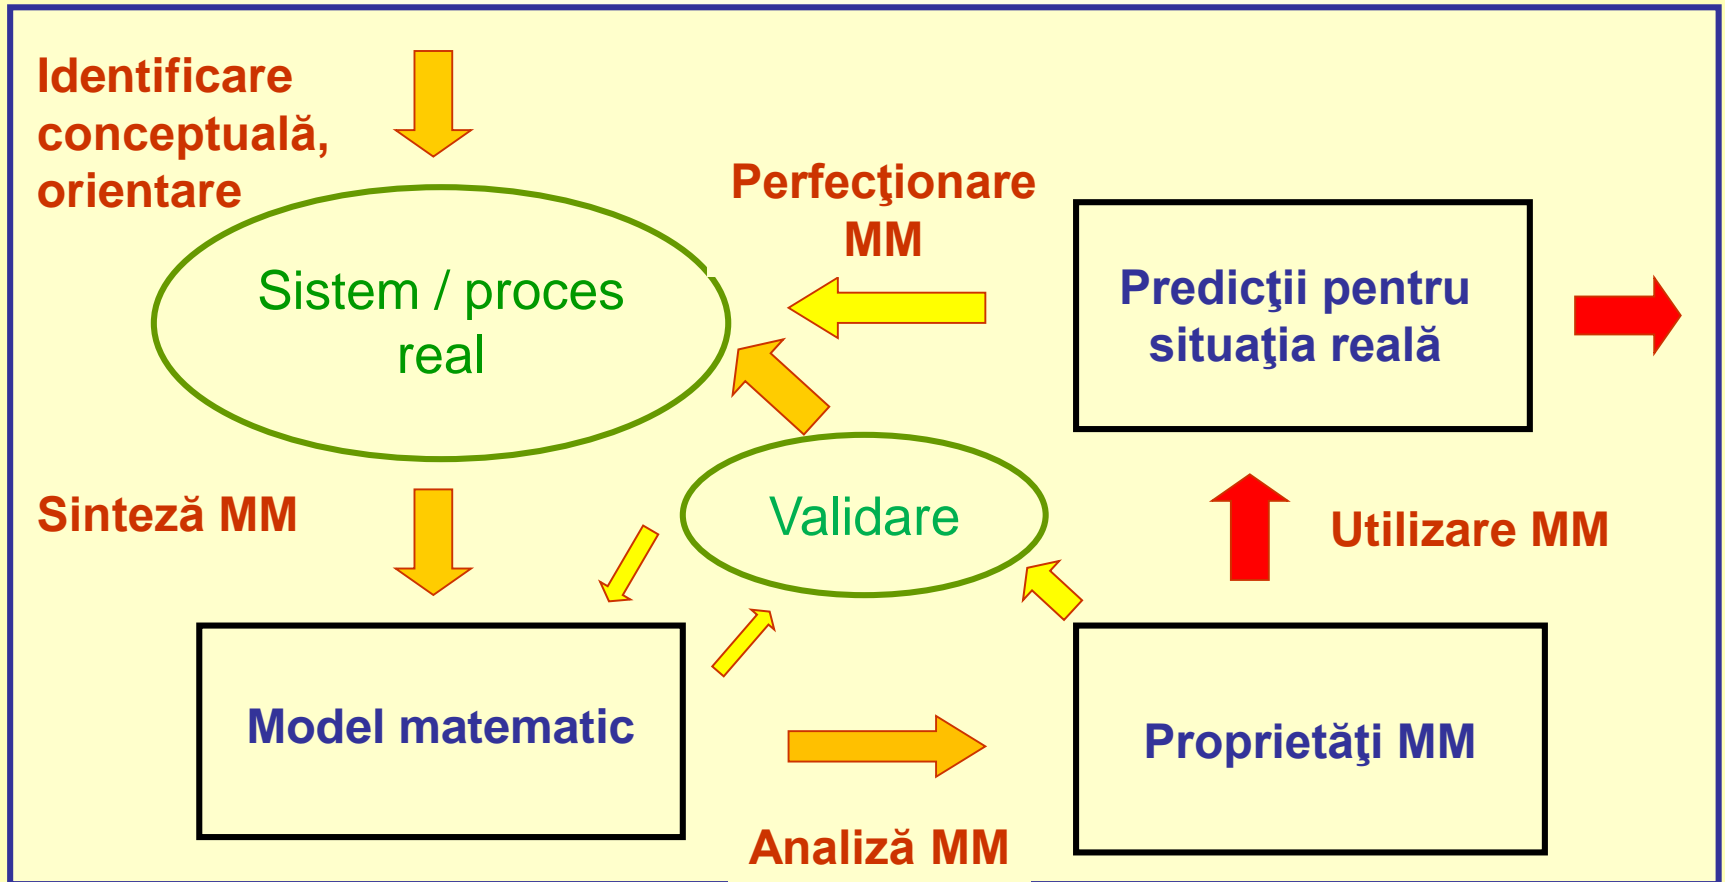 Identificare
conceptuală,
orientare
Perfecţionare
MM
Sistem / proces
real
Predicţii pentru
situaţia reală
Sinteză MM
Validare
Utilizare MM
Model matematic
Proprietăţi MM
Analiză MM